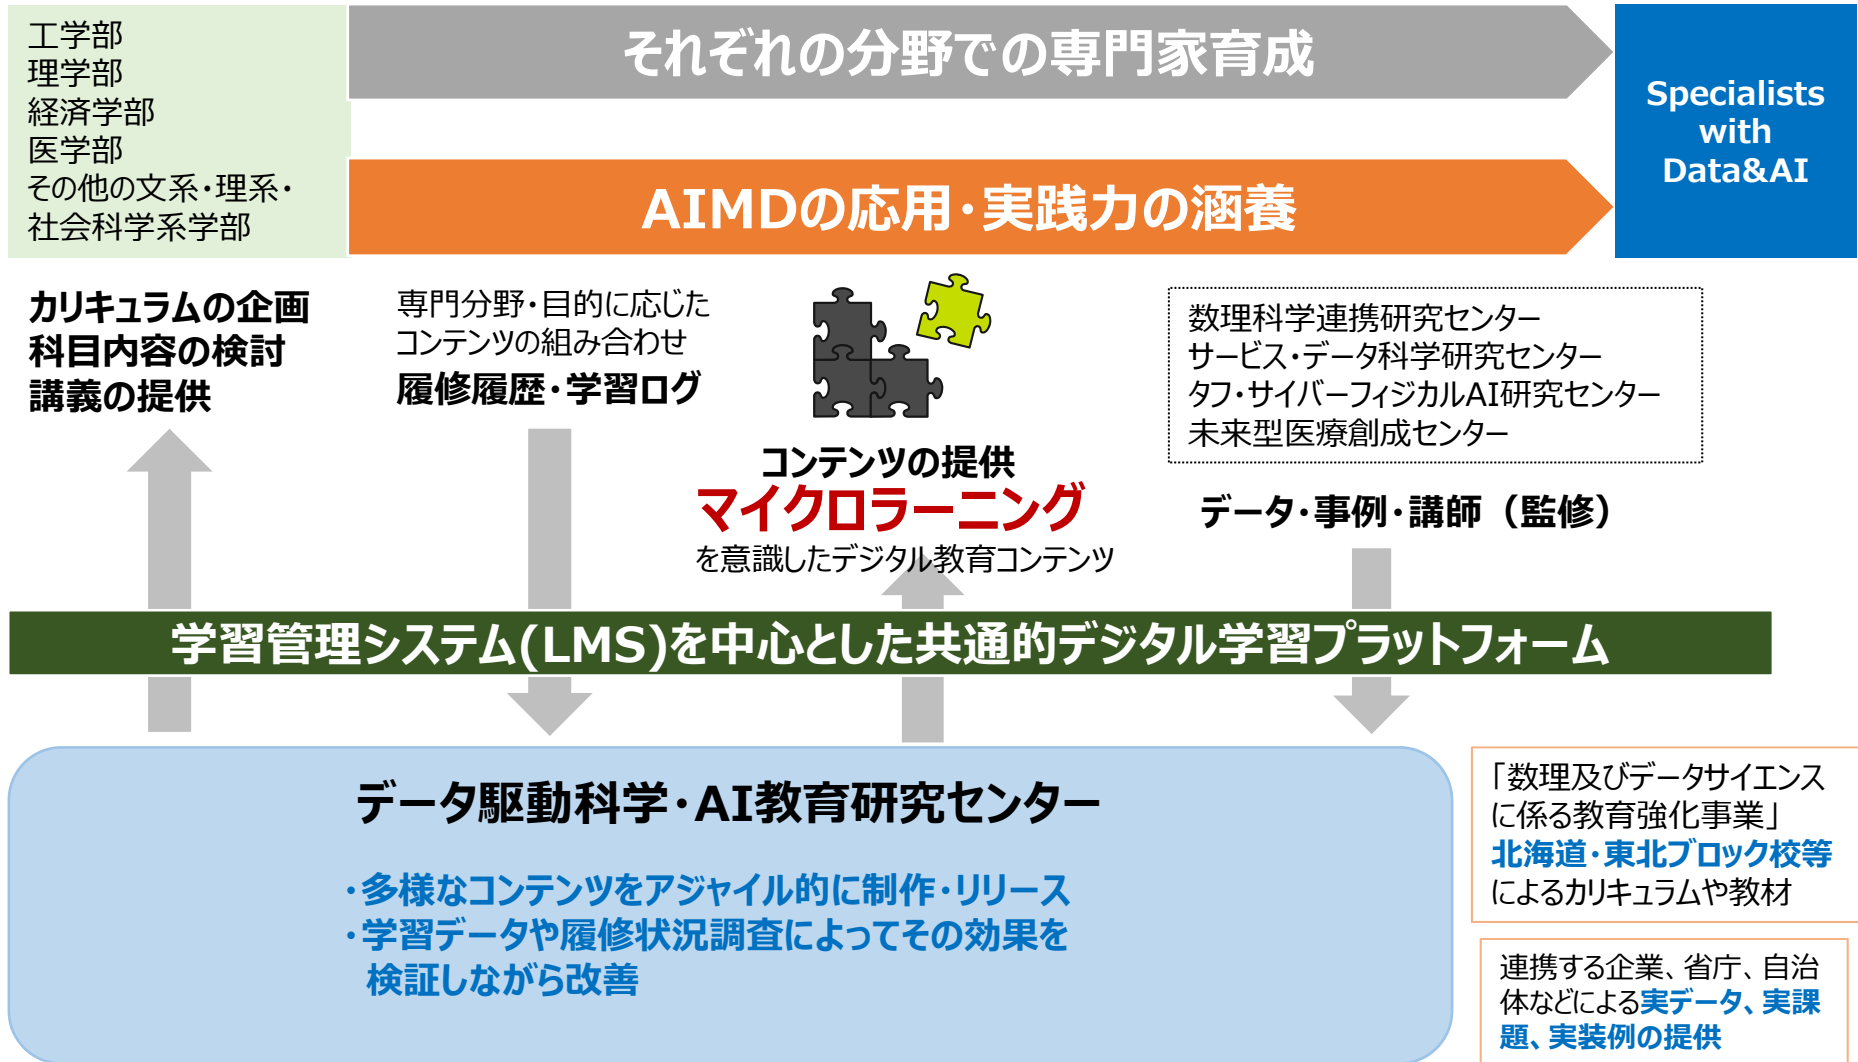 工学部
理学部
経済学部
医学部
その他の文系・理系・
社会科学系学部
それぞれの分野での専門家育成
AIMDの応用・実践力の涵養
Specialists
with
Data&AI
カリキュラムの企画
科目内容の検討
講義の提供
専門分野・目的に応じた
コンテンツの組み合わせ
履修履歴・学習ログ
コンテンツの提供
マイクロラーニング
を意識したデジタル教育コンテンツ
数理科学連携研究センター
サービス・データ科学研究センター
タフ・サイバーフィジカルAI研究センター
未来型医療創成センター
データ・事例・講師（監修）
学習管理システム(LMS)を中心とした共通的デジタル学習プラットフォーム
データ駆動科学・AI教育研究センター
・多様なコンテンツをアジャイル的に制作・リリース
・学習データや履修状況調査によってその効果を
検証しながら改善
「数理及びデータサイエンス
に係る教育強化事業」
北海道・東北ブロック校等
によるカリキュラムや教材
連携する企業、省庁、自治
体などによる実データ、実課
題、実装例の提供